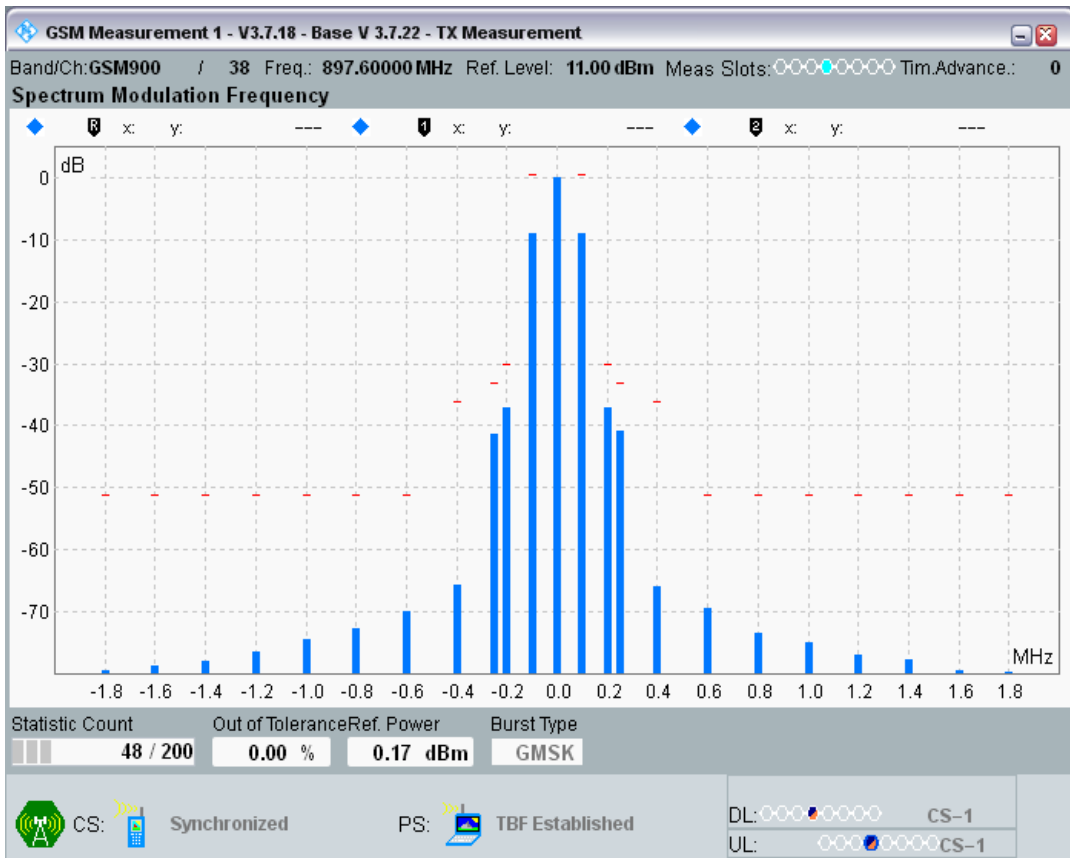 GSM Measurement 1 - V3.7.18 - Base V 3.7.22 - TX Measurement
Band/Ch:GSM900 / 38 Freq.: 897.60000 MHz Ref. Level: 11.00 dBm Meas Slots: Tim.Advance.: 0
Spectrum Modulation Frequency
R x: y: --- 1 x: y: --- 2 x: y: ---
dB
0
-10
-20
-30
-40
-50
-60
-70
MHz
-1.8 -1.6 -1.4 -1.2 -1.0 -0.8 -0.6 -0.4 -0.2 0.0 0.2 0.4 0.6 0.8 1.0 1.2 1.4 1.6 1.8
Statistic Count Out of ToleranceRef. Power Burst Type
48 / 200 0.00 % 0.17 dBm GMSK
CS: Synchronized PS: TBF Established
DL: CS-1
UL: CS-1